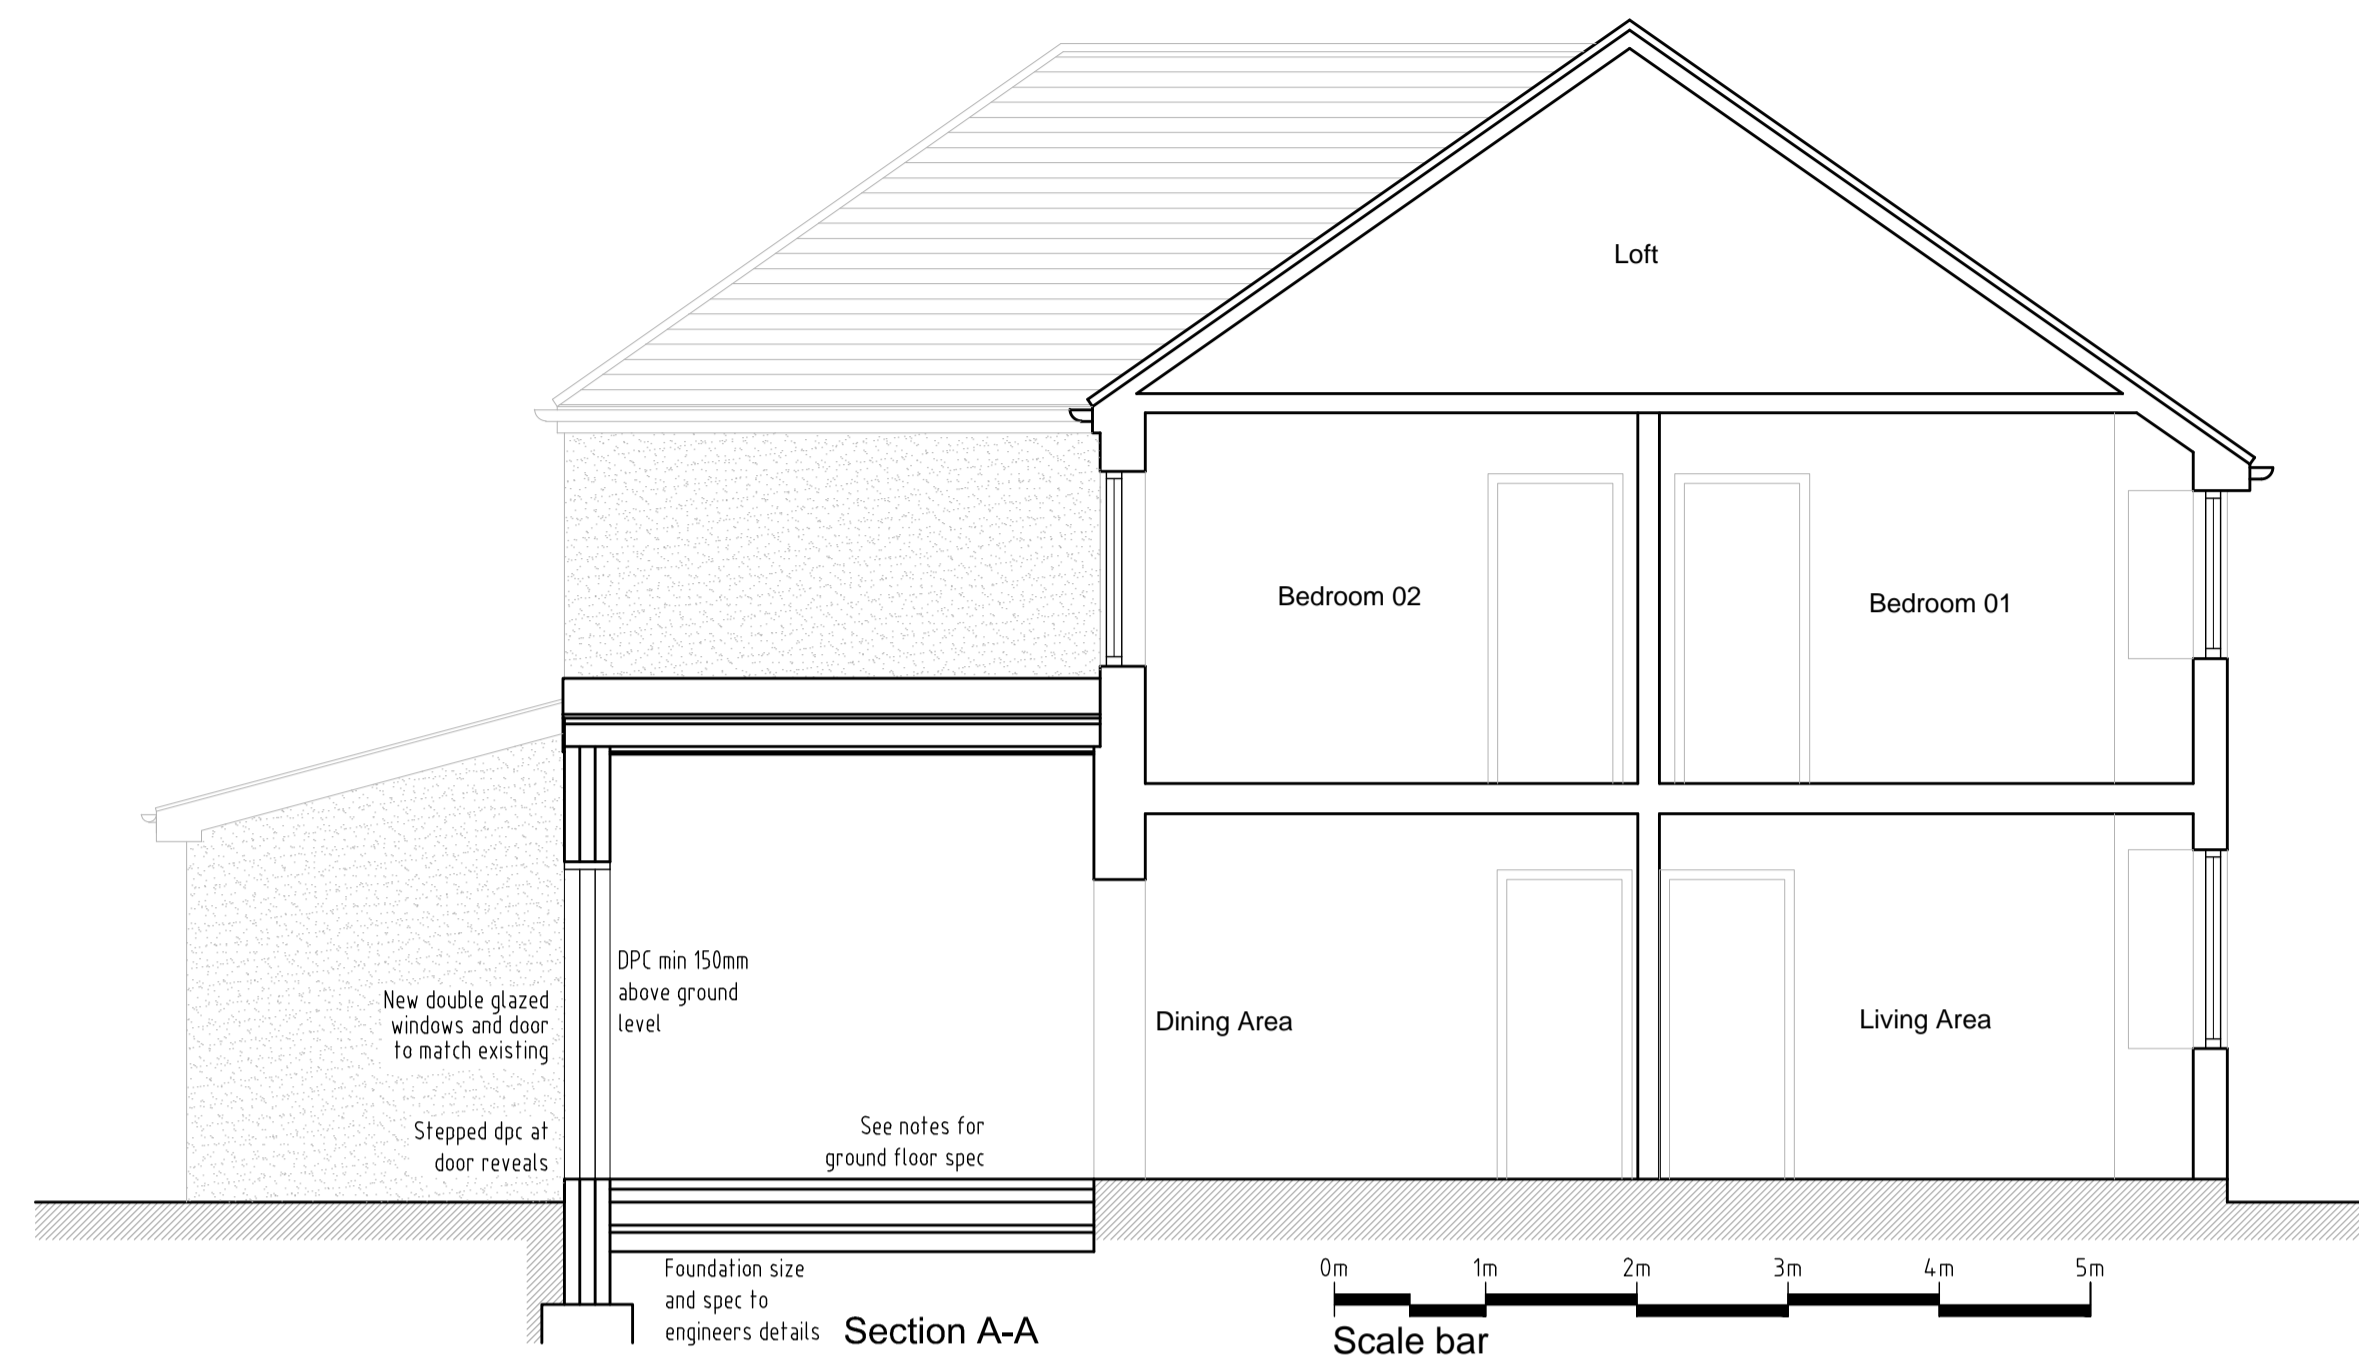 Loft
Bedroom 02
Bedroom 01
DPC min 150mm
above ground
level
New double glazed
windows and door
to match existing
Dining Area
Living Area
Stepped dpc at
door reveals
See notes for
ground floor spec
Foundation size
and spec to
engineers details
Section A-A
0m 1m 2m 3m 4m 5m
Scale bar